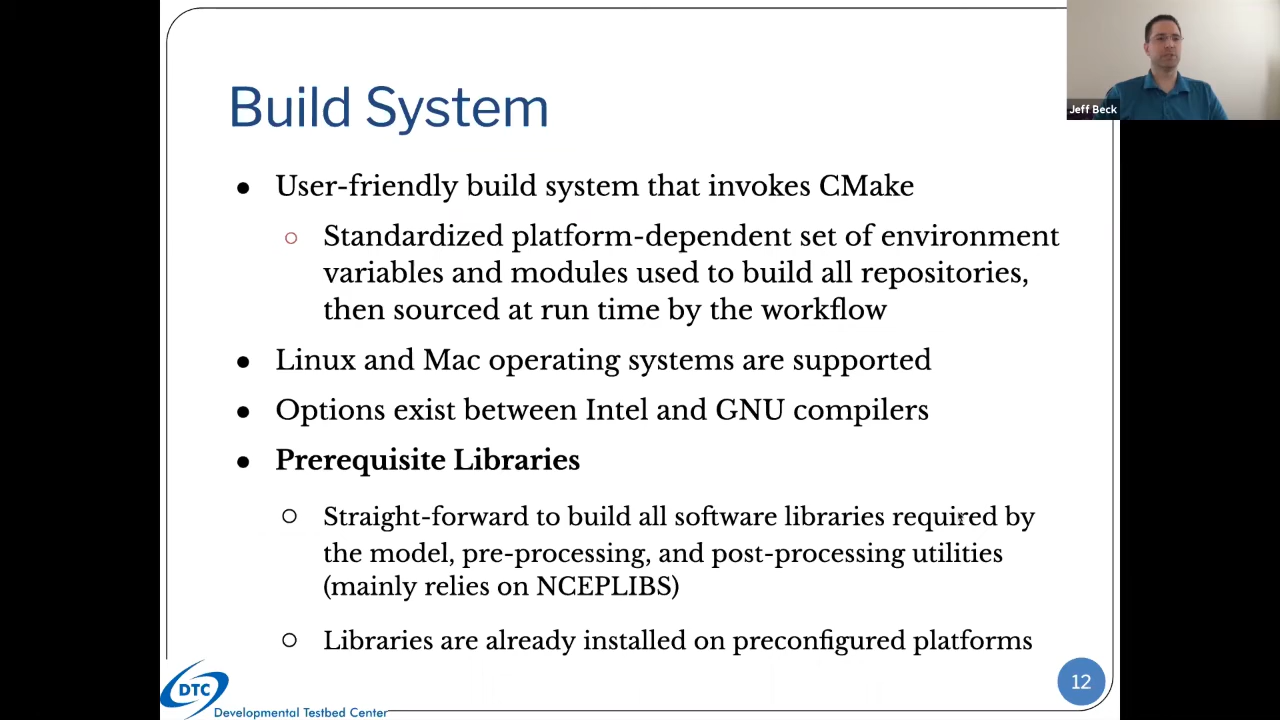 Jeff Beck
Build System
● User-friendly build system that invokes CMake
○ Standardized platform-dependent set of environment
variables and modules used to build all repositories,
then sourced at run time by the workflow
● Linux and Mac operating systems are supported
● Options exist between Intel and GNU compilers
● Prerequisite Libraries
○ Straight-forward to build all software libraries required by
the model, pre-processing, and post-processing utilities
(mainly relies on NCEPLIBS)
○ Libraries are already installed on preconfigured platforms
DTC
Developmental Testbed Center
12